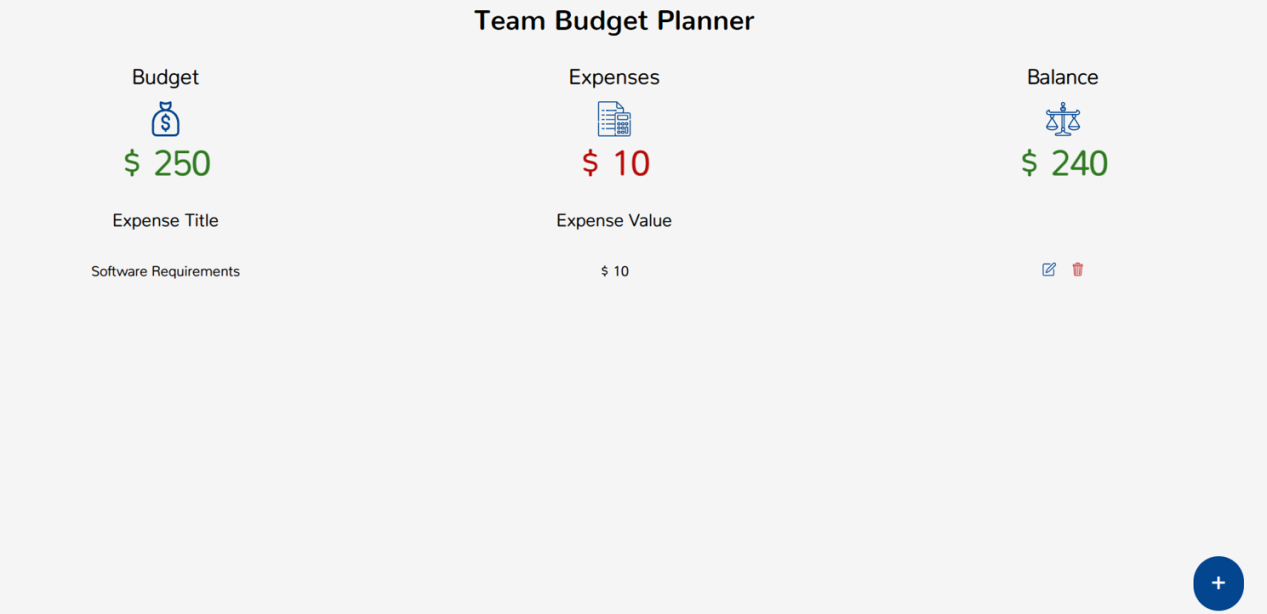 Team Budget Planner
Budget Expenses Balance
$ 250 $ 10 $ 240
Expense Title Expense Value
Software Requirements $ 10
+